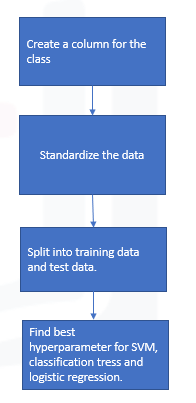 Create a column for the
class
Standardize the data
Split into training data
and test data.
Find best
hyperparameter for SVM,
classification tress and
logistic regression.